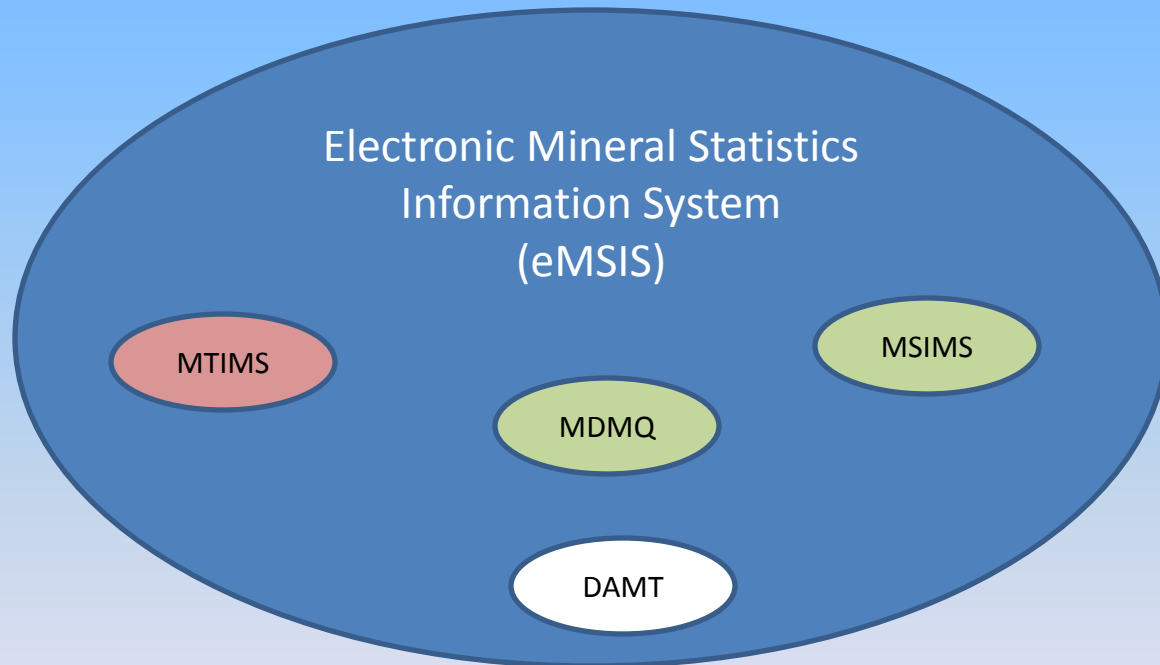 Electronic Mineral Statistics
Information System
(eMSIS)
MTIMS
MSIMS
MDMQ
DAMT